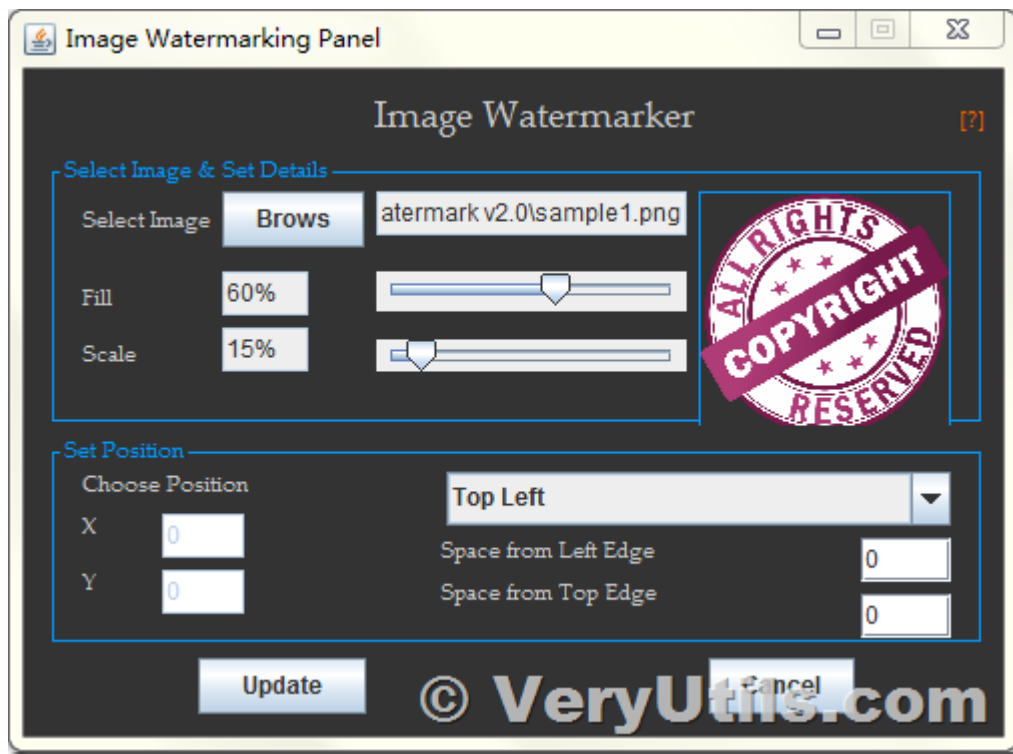 Image Watermarking Panel
Image Watermarker
[?]
Select Image & Set Details
Select Image
Brows
atermark v2.0\sample1.png
Fill
60%
Scale
15%
ALL RIGHTS
COPYRIGHT
RESERVED
Set Position
Choose Position
Top Left
X
0
Space from Left Edge
0
Y
0
Space from Top Edge
0
Update
Cancel
© VeryUtils.com